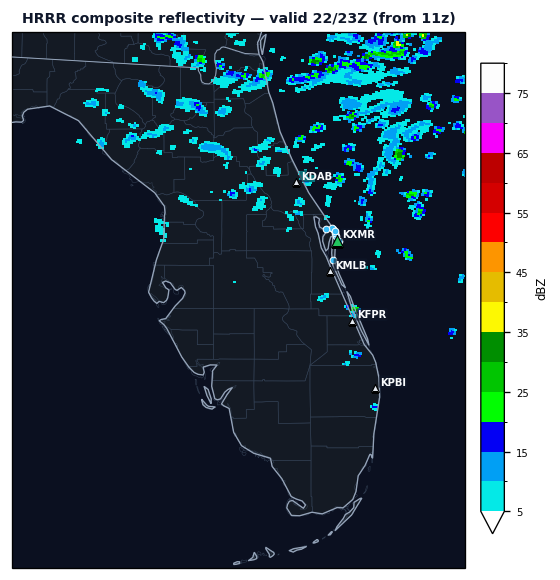 HRRR composite reflectivity — valid 22/23Z (from 11z)
KDAB
KXMR
KMLB
KFPR
KPBI
75
65
55
45
35
25
15
5
dBZ